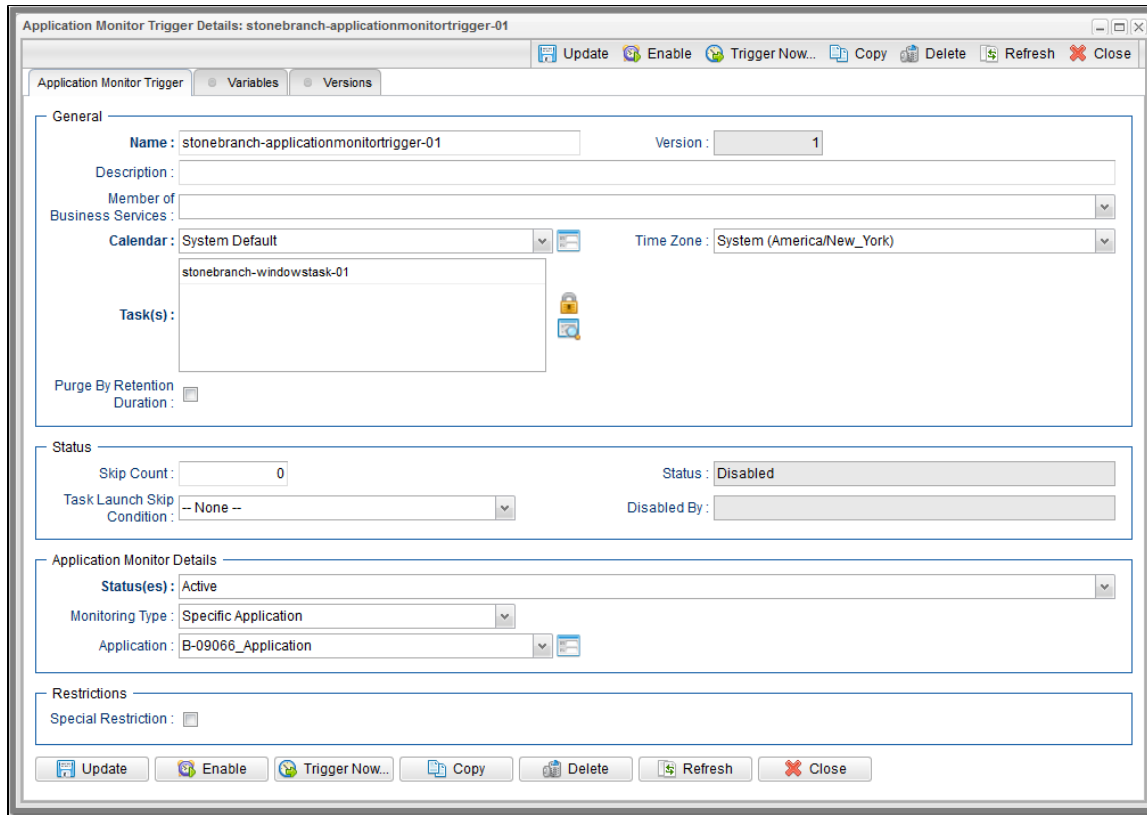 Application Monitor Trigger Details: stonebranch-applicationmonitortrigger-01
Update Enable Trigger Now... Copy Delete Refresh Close
Application Monitor Trigger Variables Versions
General
Name : stonebranch-applicationmonitortrigger-01 Version : 1
Description :
Member of
Business Services :
Calendar : System Default Time Zone : System (America/New_York)
stonebranch-windowstask-01
Task(s) :
Purge By Retention
Duration :
Status
Skip Count : 0 Status : Disabled
Task Launch Skip
Condition : -- None -- Disabled By :
Application Monitor Details
Status(es) : Active
Monitoring Type : Specific Application
Application : B-09066_Application
Restrictions
Special Restriction :
Update Enable Trigger Now... Copy Delete Refresh Close